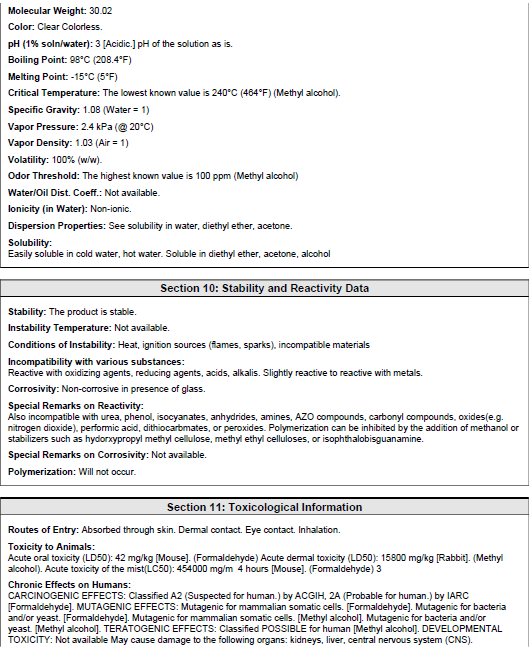 Molecular Weight: 30.02
Color: Clear Colorless.
pH (1% soln/water): 3 [Acidic.] pH of the solution as is.
Boiling Point: 98°C (208.4°F)
Melting Point: -15°C (5°F)
Critical Temperature: The lowest known value is 240°C (464°F) (Methyl alcohol).
Specific Gravity: 1.08 (Water = 1)
Vapor Pressure: 2.4 kPa (@ 20°C)
Vapor Density: 1.03 (Air = 1)
Volatility: 100% (w/w).
Odor Threshold: The highest known value is 100 ppm (Methyl alcohol)
Water/Oil Dist. Coeff.: Not available.
Ionicity (in Water): Non-ionic.
Dispersion Properties: See solubility in water, diethyl ether, acetone.
Solubility:
Easily soluble in cold water, hot water. Soluble in diethyl ether, acetone, alcohol
Section 10: Stability and Reactivity Data
Stability: The product is stable.
Instability Temperature: Not available.
Conditions of Instability: Heat, ignition sources (flames, sparks), incompatible materials
Incompatibility with various substances:
Reactive with oxidizing agents, reducing agents, acids, alkalis. Slightly reactive to reactive with metals.
Corrosivity: Non-corrosive in presence of glass.
Special Remarks on Reactivity:
Also incompatible with urea, phenol, isocyanates, anhydrides, amines, AZO compounds, carbonyl compounds, oxides(e.g.
nitrogen dioxide), performic acid, dithiocarbmates, or peroxides. Polymerization can be inhibited by the addition of methanol or
stabilizers such as hydorxypropyl methyl cellulose, methyl ethyl celluloses, or isophthalobisguanamine.
Special Remarks on Corrosivity: Not available.
Polymerization: Will not occur.
Section 11: Toxicological Information
Routes of Entry: Absorbed through skin. Dermal contact. Eye contact. Inhalation.
Toxicity to Animals:
Acute oral toxicity (LD50): 42 mg/kg [Mouse]. (Formaldehyde) Acute dermal toxicity (LD50): 15800 mg/kg [Rabbit]. (Methyl
alcohol). Acute toxicity of the mist(LC50): 454000 mg/m 4 hours [Mouse]. (Formaldehyde) 3
Chronic Effects on Humans:
CARCINOGENIC EFFECTS: Classified A2 (Suspected for human.) by ACGIH, 2A (Probable for human.) by IARC
[Formaldehyde]. MUTAGENIC EFFECTS: Mutagenic for mammalian somatic cells. [Formaldehyde]. Mutagenic for bacteria
and/or yeast. [Formaldehyde]. Mutagenic for mammalian somatic cells. [Methyl alcohol]. Mutagenic for bacteria and/or
yeast. [Methyl alcohol]. TERATOGENIC EFFECTS: Classified POSSIBLE for human [Methyl alcohol]. DEVELOPMENTAL
TOXICITY: Not available May cause damage to the following organs: kidneys, liver, central nervous system (CNS).